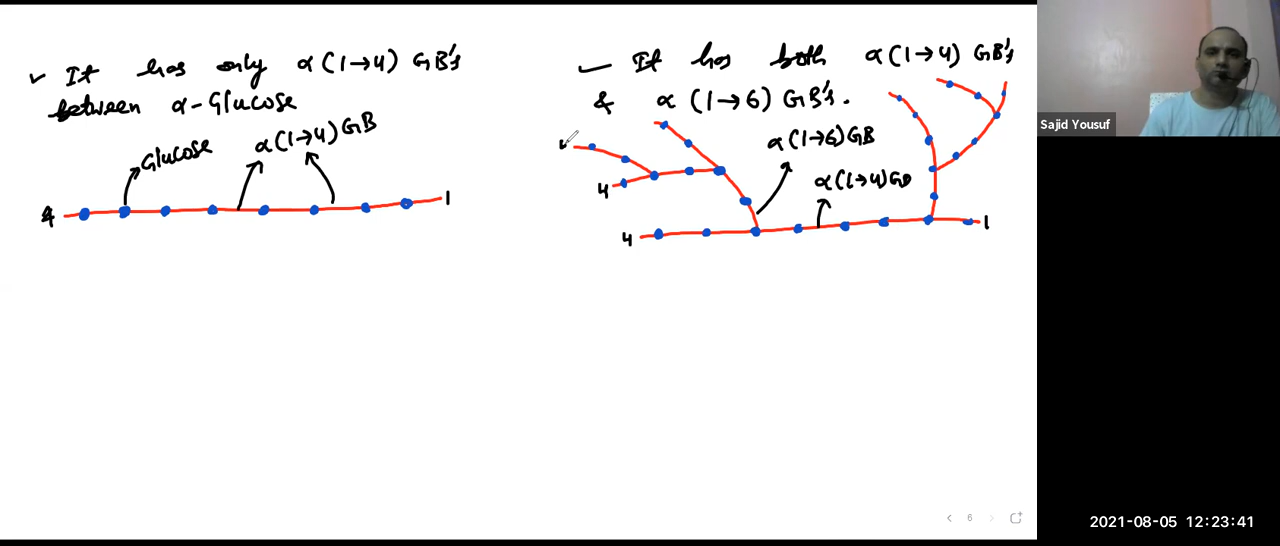 ✓ It has only α(1→4) GB's
between α-Glucose
Glucose
α(1→4)GB
4
1
✓ It has both α(1→4) GB's
& α (1→6) GB's.
α(1→6)GB
4
α(1→4)GB
4
1
Sajid Yousuf
6
2021-08-05 12:23:41